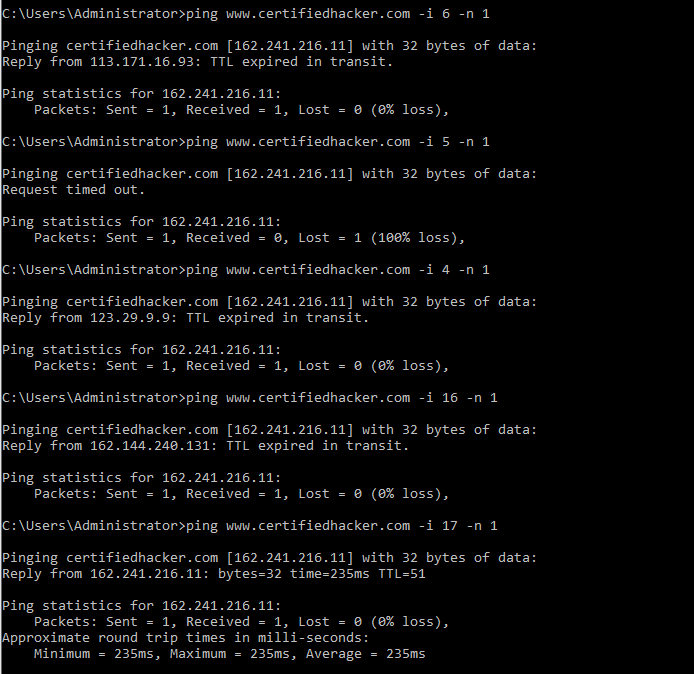 C:\Users\Administrator>ping www.certifiedhacker.com -i 6 -n 1
Pinging certifiedhacker.com [162.241.216.11] with 32 bytes of data:
Reply from 113.171.16.93: TTL expired in transit.
Ping statistics for 162.241.216.11:
    Packets: Sent = 1, Received = 1, Lost = 0 (0% loss),
C:\Users\Administrator>ping www.certifiedhacker.com -i 5 -n 1
Pinging certifiedhacker.com [162.241.216.11] with 32 bytes of data:
Request timed out.
Ping statistics for 162.241.216.11:
    Packets: Sent = 1, Received = 0, Lost = 1 (100% loss),
C:\Users\Administrator>ping www.certifiedhacker.com -i 4 -n 1
Pinging certifiedhacker.com [162.241.216.11] with 32 bytes of data:
Reply from 123.29.9.9: TTL expired in transit.
Ping statistics for 162.241.216.11:
    Packets: Sent = 1, Received = 1, Lost = 0 (0% loss),
C:\Users\Administrator>ping www.certifiedhacker.com -i 16 -n 1
Pinging certifiedhacker.com [162.241.216.11] with 32 bytes of data:
Reply from 162.144.240.131: TTL expired in transit.
Ping statistics for 162.241.216.11:
    Packets: Sent = 1, Received = 1, Lost = 0 (0% loss),
C:\Users\Administrator>ping www.certifiedhacker.com -i 17 -n 1
Pinging certifiedhacker.com [162.241.216.11] with 32 bytes of data:
Reply from 162.241.216.11: bytes=32 time=235ms TTL=51
Ping statistics for 162.241.216.11:
    Packets: Sent = 1, Received = 1, Lost = 0 (0% loss),
Approximate round trip times in milli-seconds:
    Minimum = 235ms, Maximum = 235ms, Average = 235ms